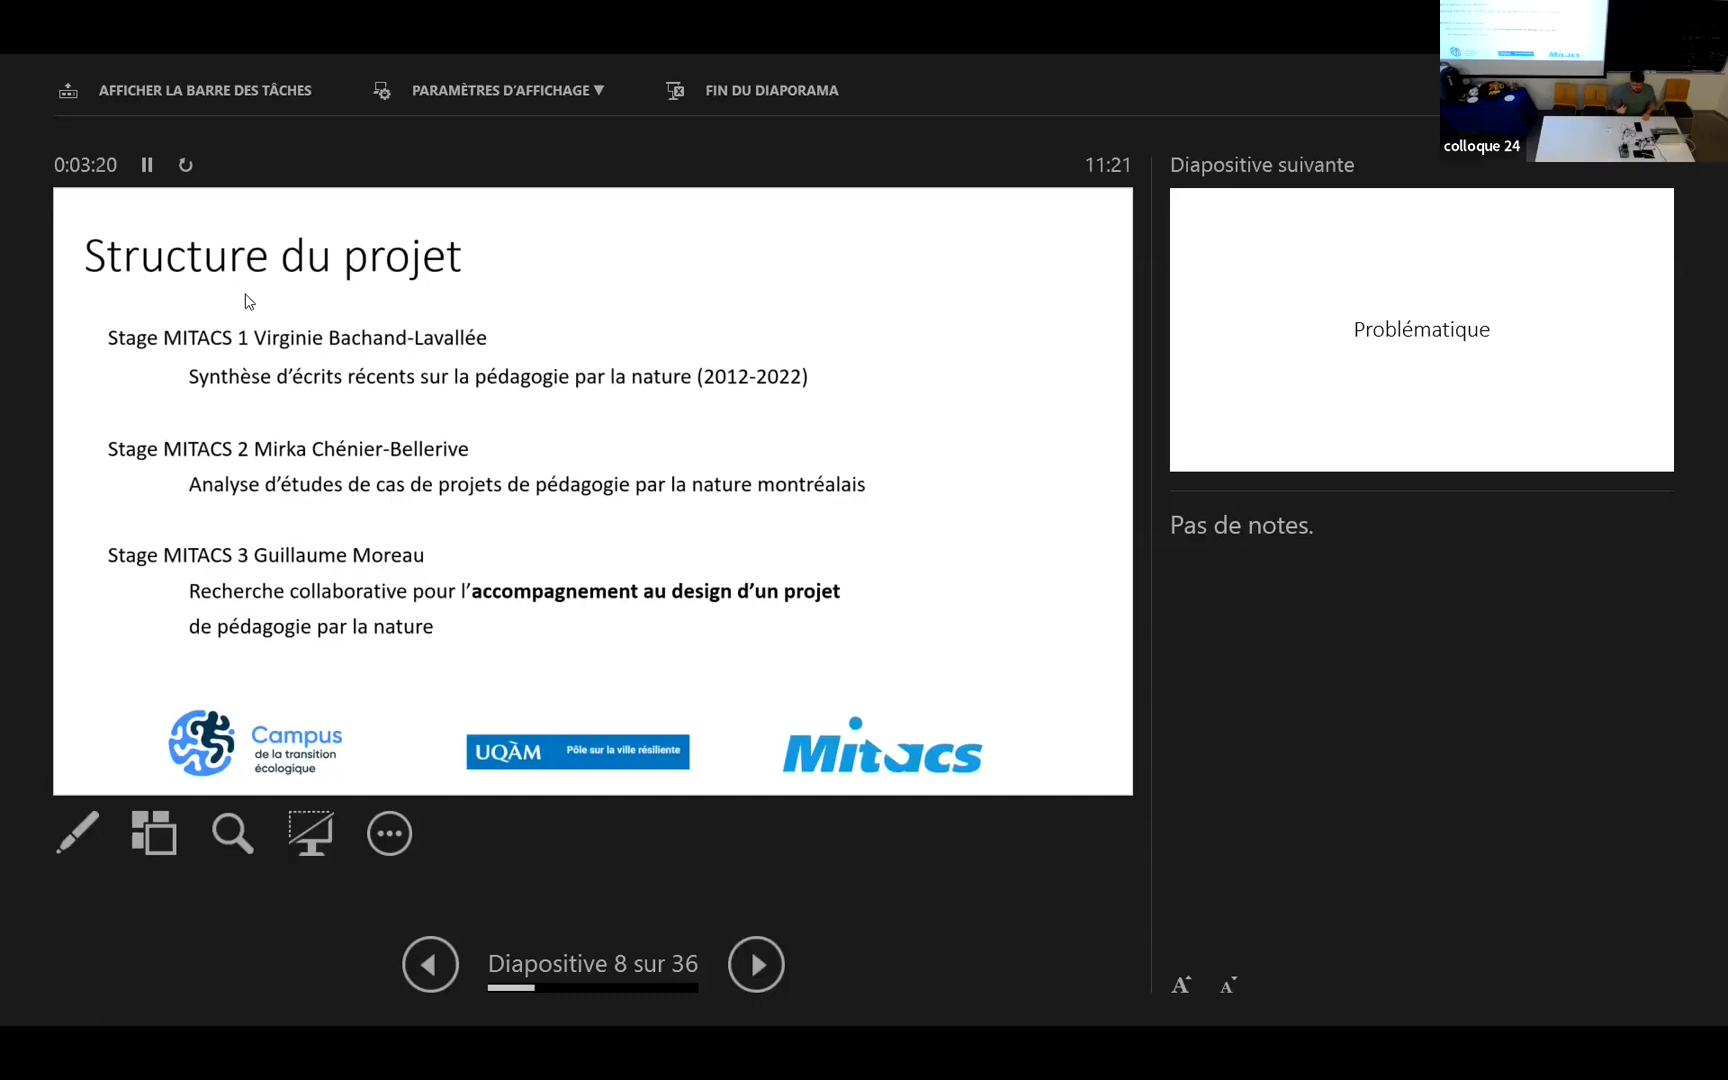 AFFICHER LA BARRE DES TÂCHES
PARAMÈTRES D'AFFICHAGE ▼
FIN DU DIAPORAMA
colloque 24
0:03:20
11:21
Diapositive suivante
Structure du projet
Stage MITACS 1 Virginie Bachand-Lavallée
Synthèse d'écrits récents sur la pédagogie par la nature (2012-2022)
Stage MITACS 2 Mirka Chénier-Bellerive
Analyse d'études de cas de projets de pédagogie par la nature montréalais
Stage MITACS 3 Guillaume Moreau
Recherche collaborative pour l'accompagnement au design d'un projet
de pédagogie par la nature
Campus
de la transition
écologique
UQÀM Pôle sur la ville résiliente
Mitacs
Problématique
Pas de notes.
Diapositive 8 sur 36
A A